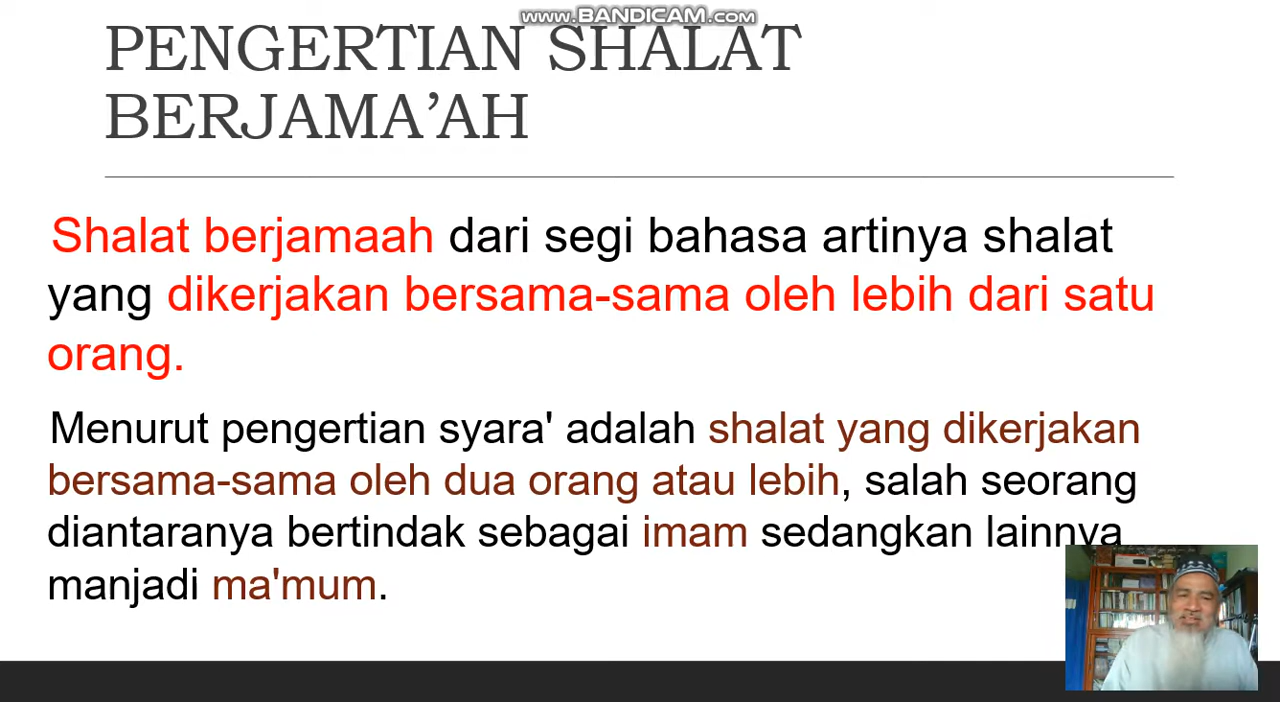 www.BANDICAM.com
PENGERTIAN SHALAT
BERJAMA’AH
Shalat berjamaah dari segi bahasa artinya shalat
yang dikerjakan bersama-sama oleh lebih dari satu
orang.
Menurut pengertian syara' adalah shalat yang dikerjakan
bersama-sama oleh dua orang atau lebih, salah seorang
diantaranya bertindak sebagai imam sedangkan lainnya
manjadi ma'mum.